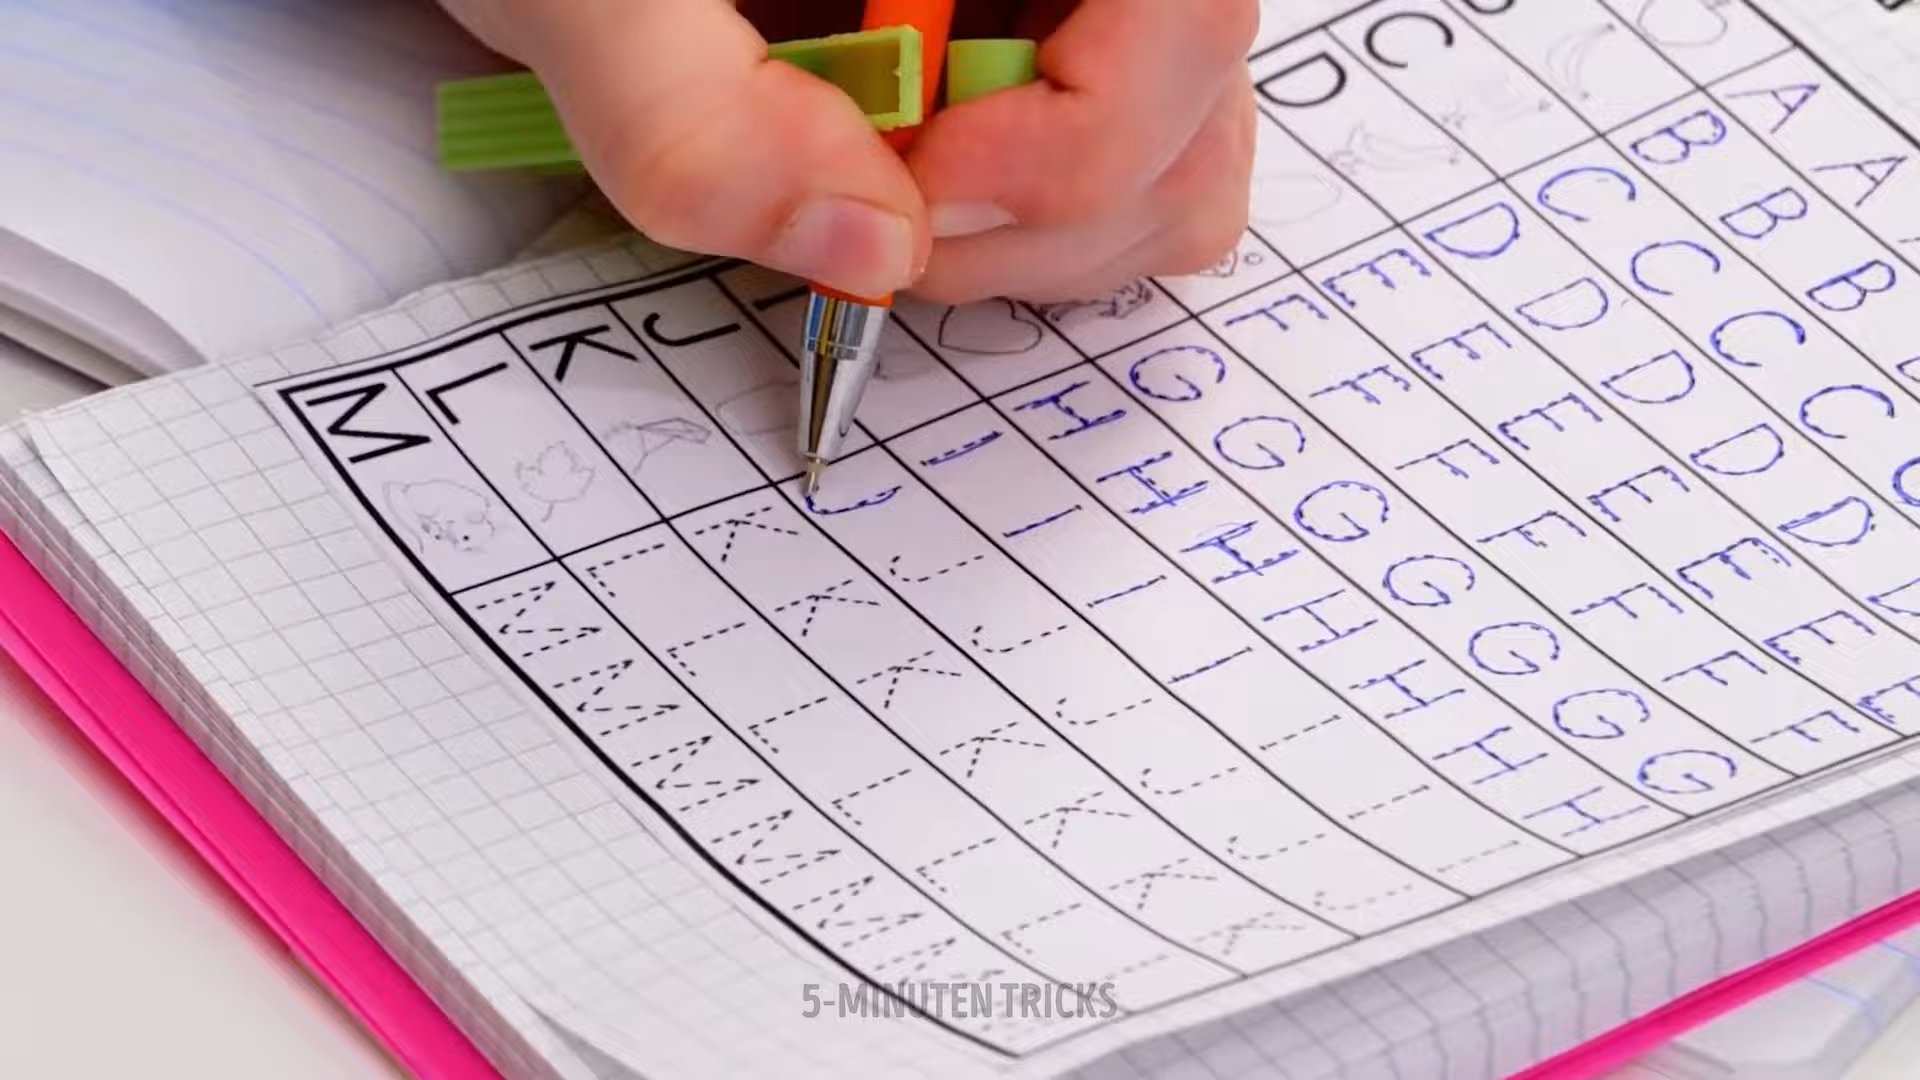 A A
B B B
C C C C C C
D D D D D D D
E E E E E E E
F F F F F F F
G G G G G G G
H H H H H H H
I I I I I I I
J J J J J J J J
K K K K K K K K
L L L L L L L L
M M M M M M M
5-MINUTEN TRICKS